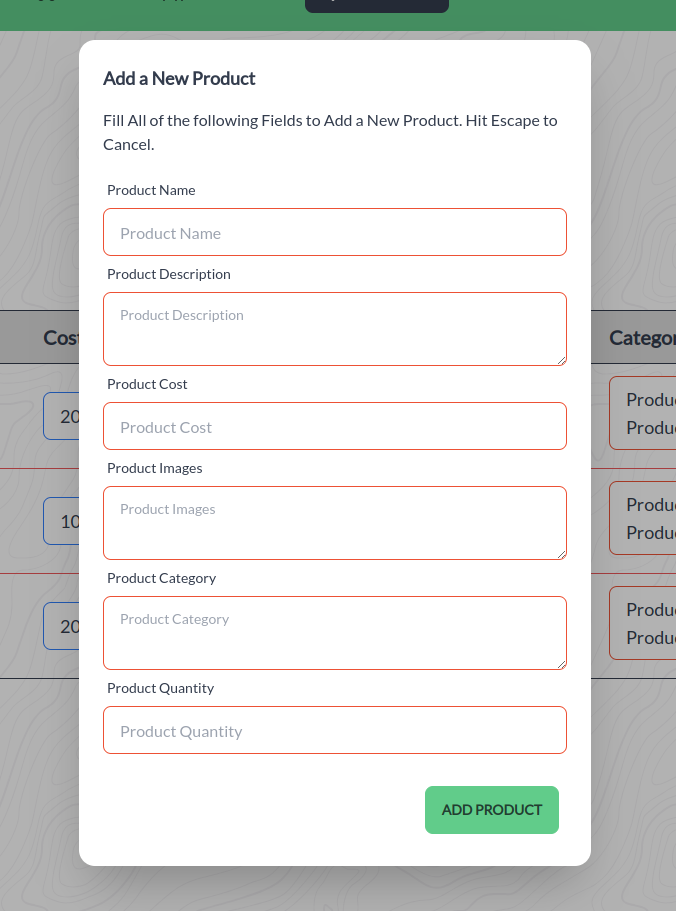 Add a New Product
Fill All of the following Fields to Add a New Product. Hit Escape to
Cancel.
Product Name
Product Name
Product Description
Product Description
Cost
Categor
Product Cost
20
Produ
Produ
Product Cost
Product Images
Product Images
10
Produ
Produ
Product Category
Product Category
20
Produ
Produ
Product Quantity
Product Quantity
ADD PRODUCT